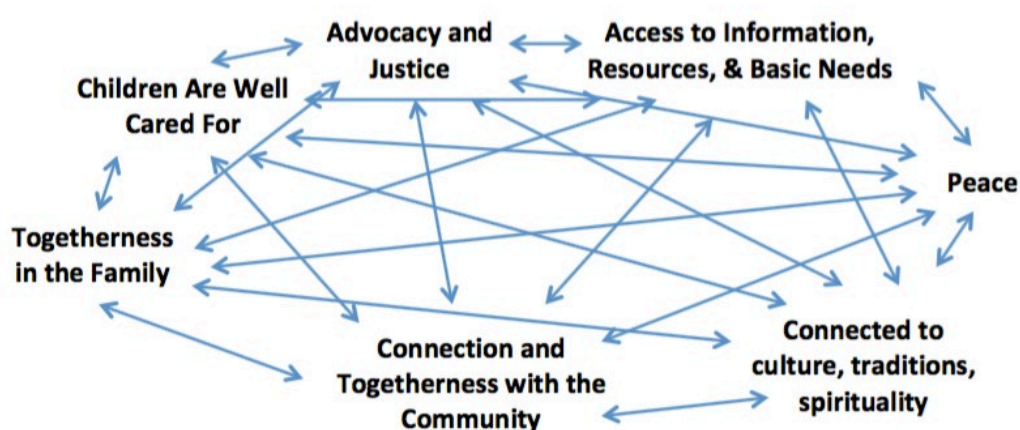 Advocacy and
Justice
Access to Information,
Resources, & Basic Needs
Children Are Well
Cared For
Peace
Togetherness
in the Family
Connection and
Togetherness with the
Community
Connected to
culture, traditions,
spirituality